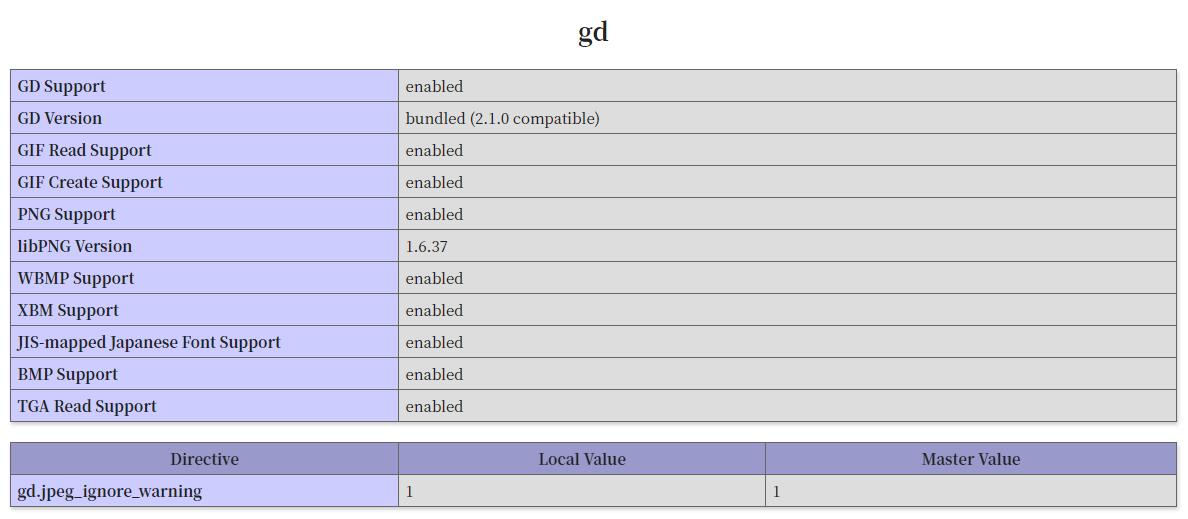 gd
GD Support enabled
GD Version bundled (2.1.0 compatible)
GIF Read Support enabled
GIF Create Support enabled
PNG Support enabled
libPNG Version 1.6.37
WBMP Support enabled
XBM Support enabled
JIS-mapped Japanese Font Support enabled
BMP Support enabled
TGA Read Support enabled
Directive Local Value Master Value
gd.jpeg_ignore_warning 1 1